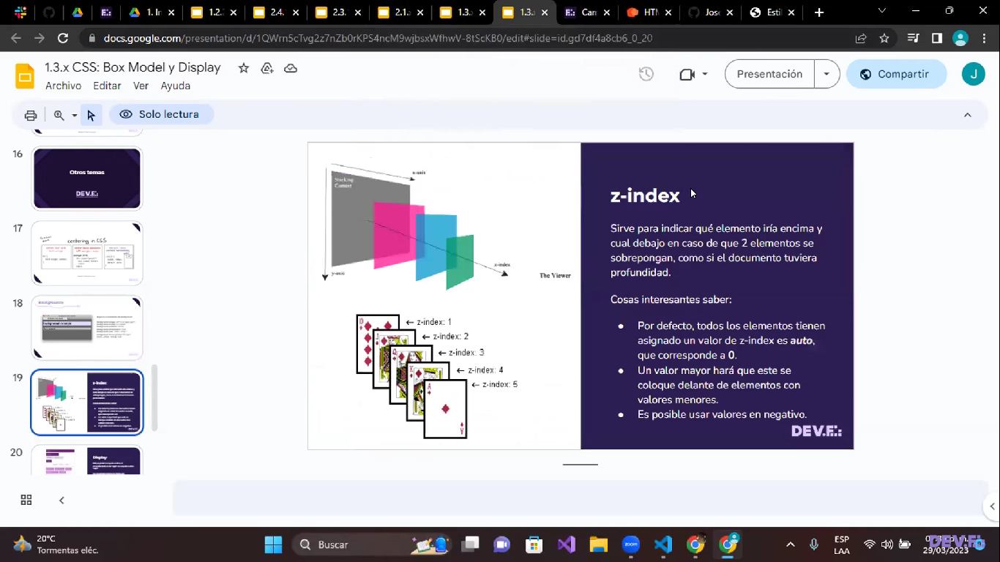 1. In
1.2.
2.4.
2.3.
2.1.
1.3.
1.3.
Can
HTM
Jose
Estil
docs.google.com/presentation/d/1QWrn5cTvg2z7nZb0rKPS4ncM9wjbsxWfhwV-8tScKB0/edit#slide=id.gd7df4a8cb6_0_20
1.3.x CSS: Box Model y Display
Archivo Editar Ver Ayuda
Presentación
Compartir
J
Solo lectura
16
Otros temas
DEV.F.:
17
centering in CSS
18
Backgrounds
19
z-index
20
Display
Stacking
Context
x-axis
y-axis
z-index
The Viewer
← z-index: 1
← z-index: 2
← z-index: 3
← z-index: 4
← z-index: 5
z-index
Sirve para indicar qué elemento iría encima y
cual debajo en caso de que 2 elementos se
sobrepongan, como si el documento tuviera
profundidad.
Cosas interesantes saber:
● Por defecto, todos los elementos tienen
asignado un valor de z-index es auto,
que corresponde a 0.
● Un valor mayor hará que este se
coloque delante de elementos con
valores menores.
● Es posible usar valores en negativo.
DEV.F.:
20°C
Tormentas eléc.
Buscar
zoom
ESP
LAA
29/03/2023
DEV.F.: